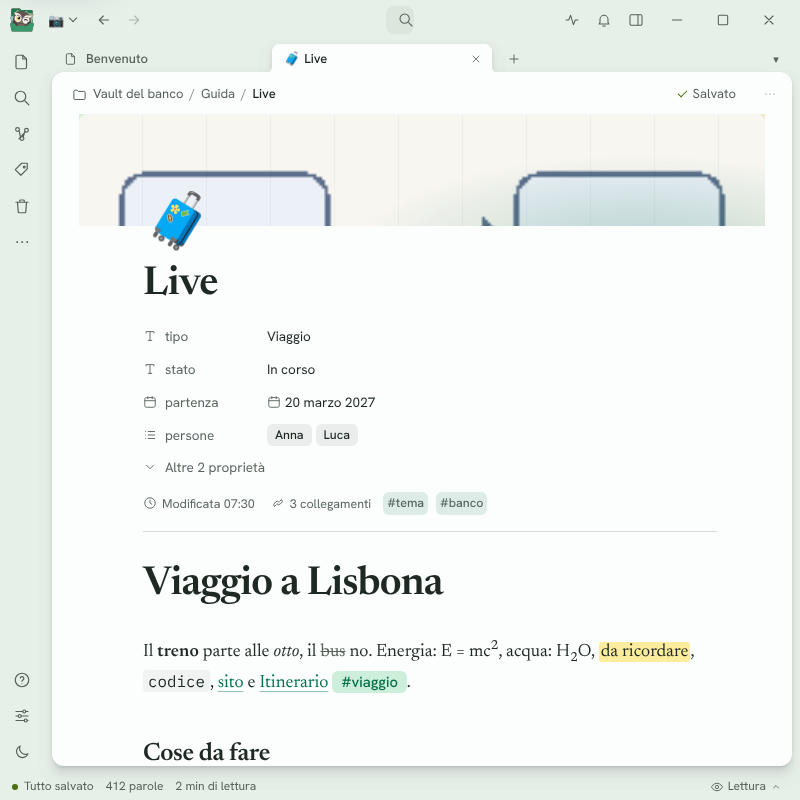 Benvenuto
Live
Vault del banco / Guida / Live
Salvato
Live
tipo Viaggio
stato In corso
partenza 20 marzo 2027
persone Anna Luca
Altre 2 proprietà
Modificata 07:30 3 collegamenti #tema #banco
Viaggio a Lisbona
Il treno parte alle otto, il bus no. Energia: E = mc², acqua: H₂O, da ricordare,
codice, sito e Itinerario #viaggio.
Cose da fare
Tutto salvato 412 parole 2 min di lettura Lettura